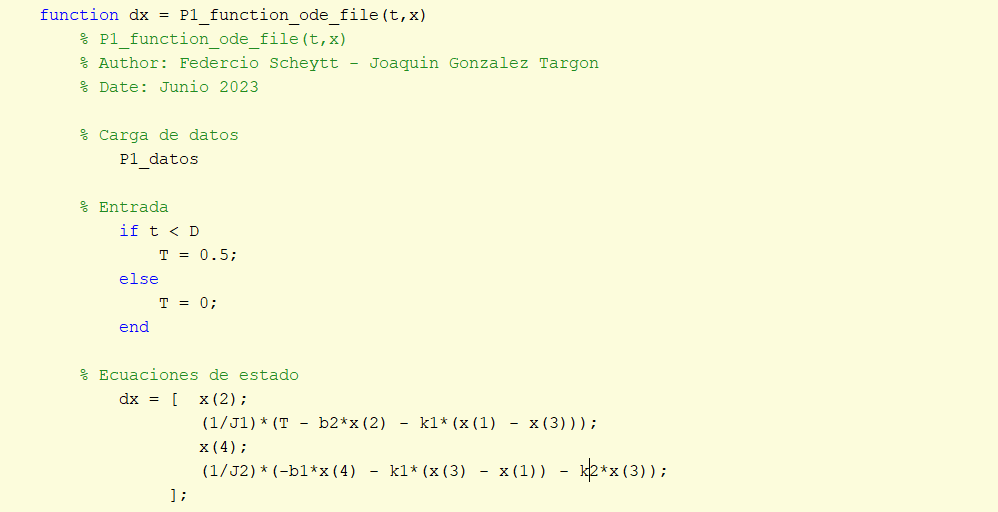 function dx = P1_function_ode_file(t,x)
% P1_function_ode_file(t,x)
% Author: Federcio Scheytt - Joaquin Gonzalez Targon
% Date: Junio 2023
% Carga de datos
P1_datos
% Entrada
if t < D
T = 0.5;
else
T = 0;
end
% Ecuaciones de estado
dx = [  x(2);
(1/J1)*(T - b2*x(2) - k1*(x(1) - x(3)));
x(4);
(1/J2)*(-b1*x(4) - k1*(x(3) - x(1)) - k2*x(3));
];